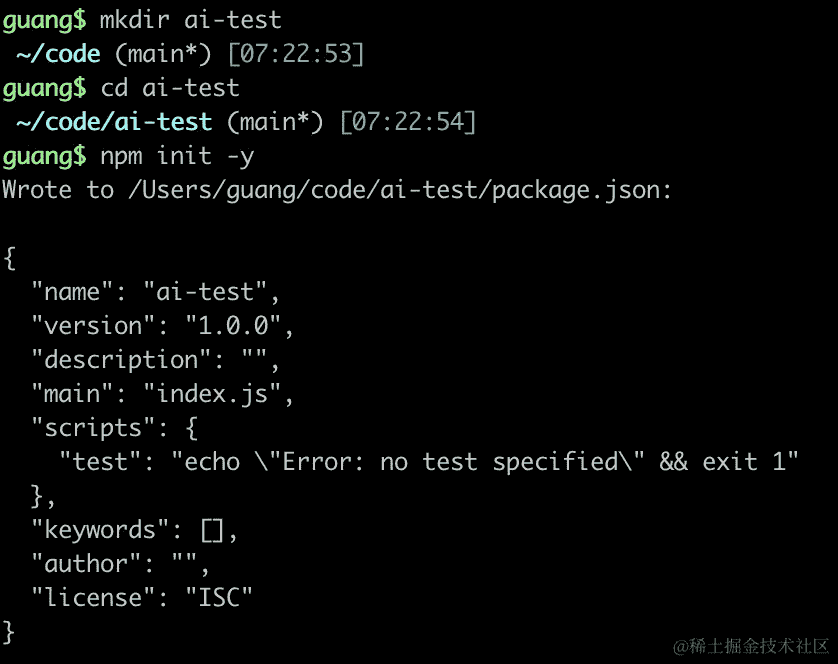 guang$ mkdir ai-test
~/code (main*) [07:22:53]
guang$ cd ai-test
~/code/ai-test (main*) [07:22:54]
guang$ npm init -y
Wrote to /Users/guang/code/ai-test/package.json:
{
  "name": "ai-test",
  "version": "1.0.0",
  "description": "",
  "main": "index.js",
  "scripts": {
    "test": "echo \"Error: no test specified\" && exit 1"
  },
  "keywords": [],
  "author": "",
  "license": "ISC"
}
@稀土掘金技术社区